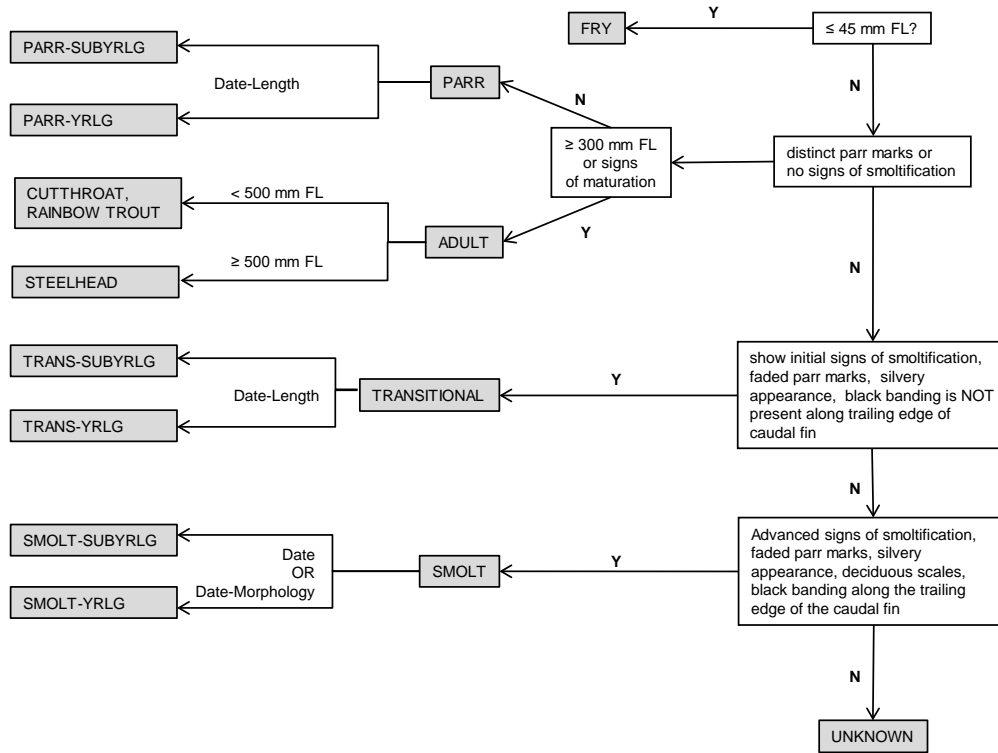 Y
FRY
≤ 45 mm FL?
PARR-SUBYRLG
Date-Length
PARR
PARR-YRLG
N
N
≥ 300 mm FL
or signs
of maturation
distinct parr marks or
no signs of smoltification
CUTTHROAT,
RAINBOW TROUT
< 500 mm FL
Y
ADULT
≥ 500 mm FL
STEELHEAD
N
TRANS-SUBYRLG
Date-Length
TRANS-YRLG
TRANSITIONAL
Y
show initial signs of smoltification,
faded parr marks, silvery
appearance, black banding is NOT
present along trailing edge of
caudal fin
N
SMOLT-SUBYRLG
Date
OR
Date-Morphology
SMOLT-YRLG
SMOLT
Y
Advanced signs of smoltification,
faded parr marks, silvery
appearance, deciduous scales,
black banding along the trailing
edge of the caudal fin
N
UNKNOWN